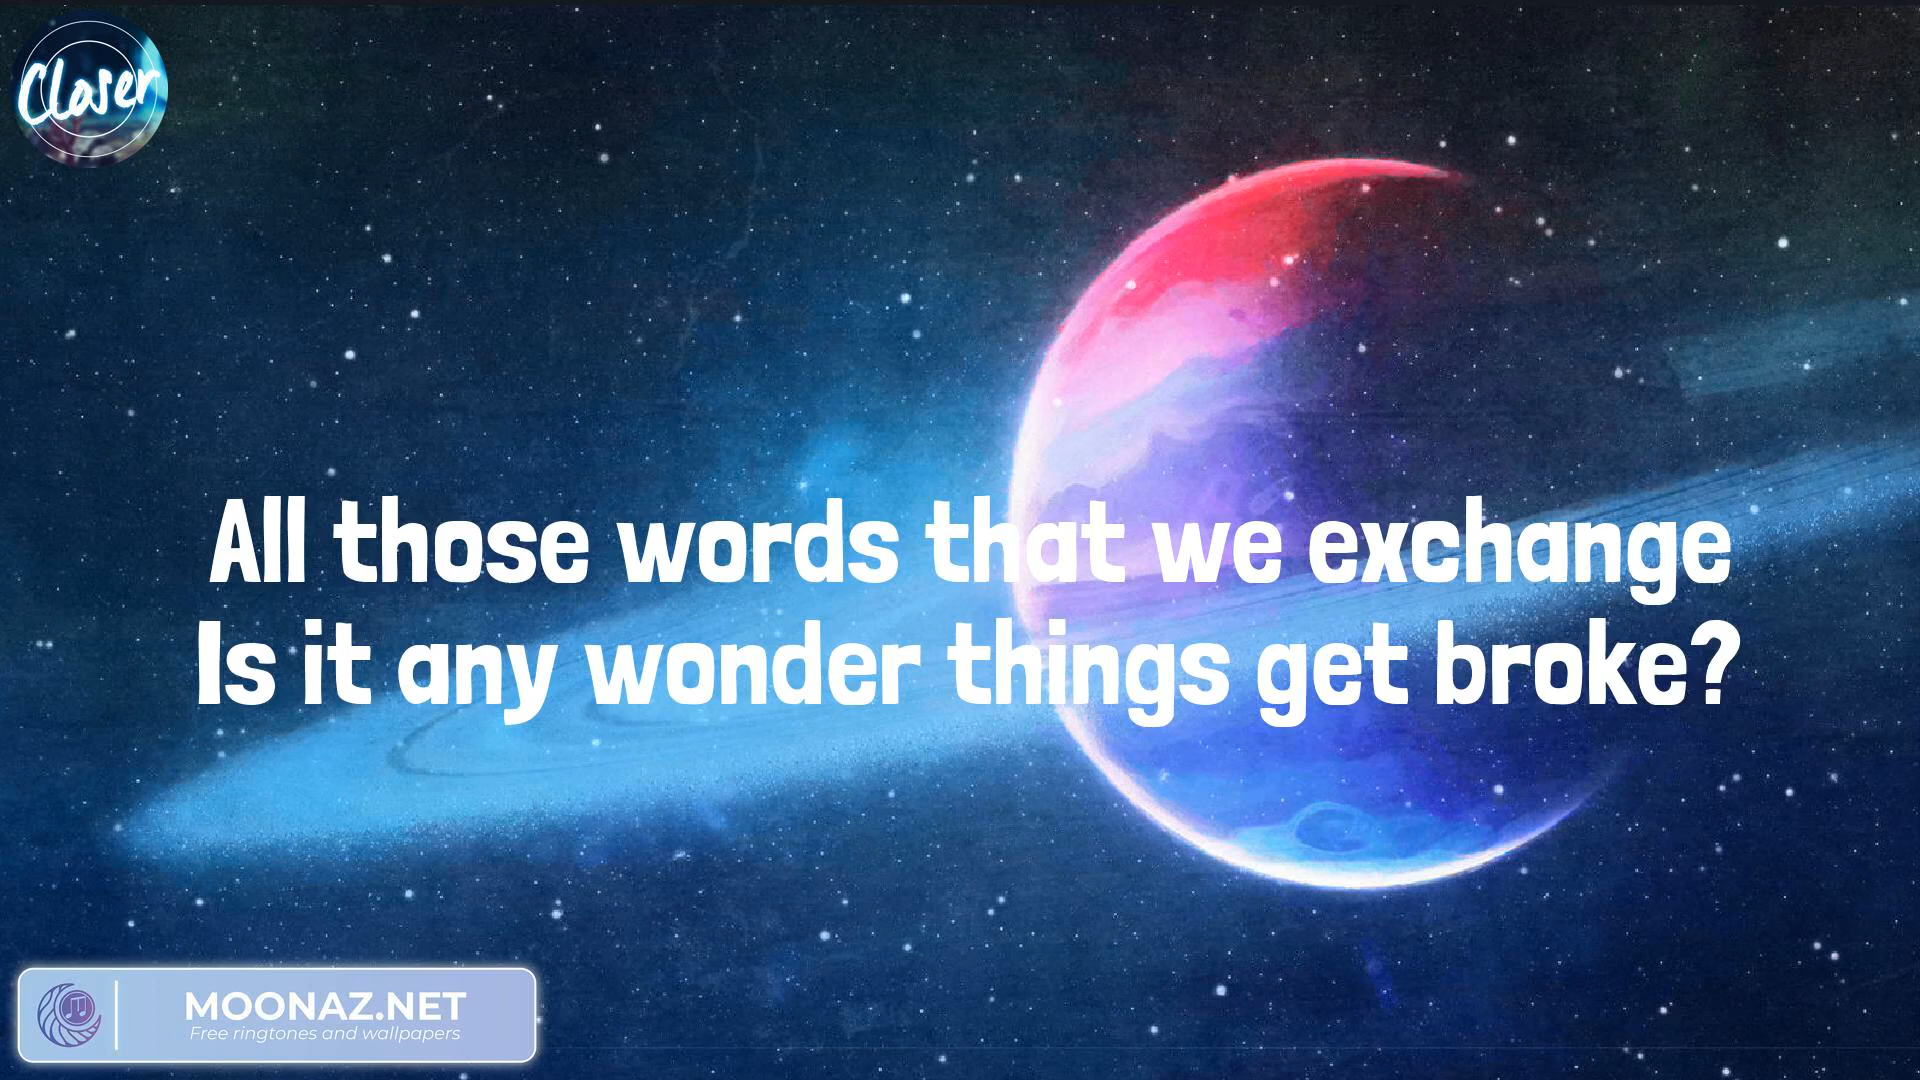 Closer
All those words that we exchange
Is it any wonder things get broke?
MOONAZ.NET
Free ringtones and wallpapers